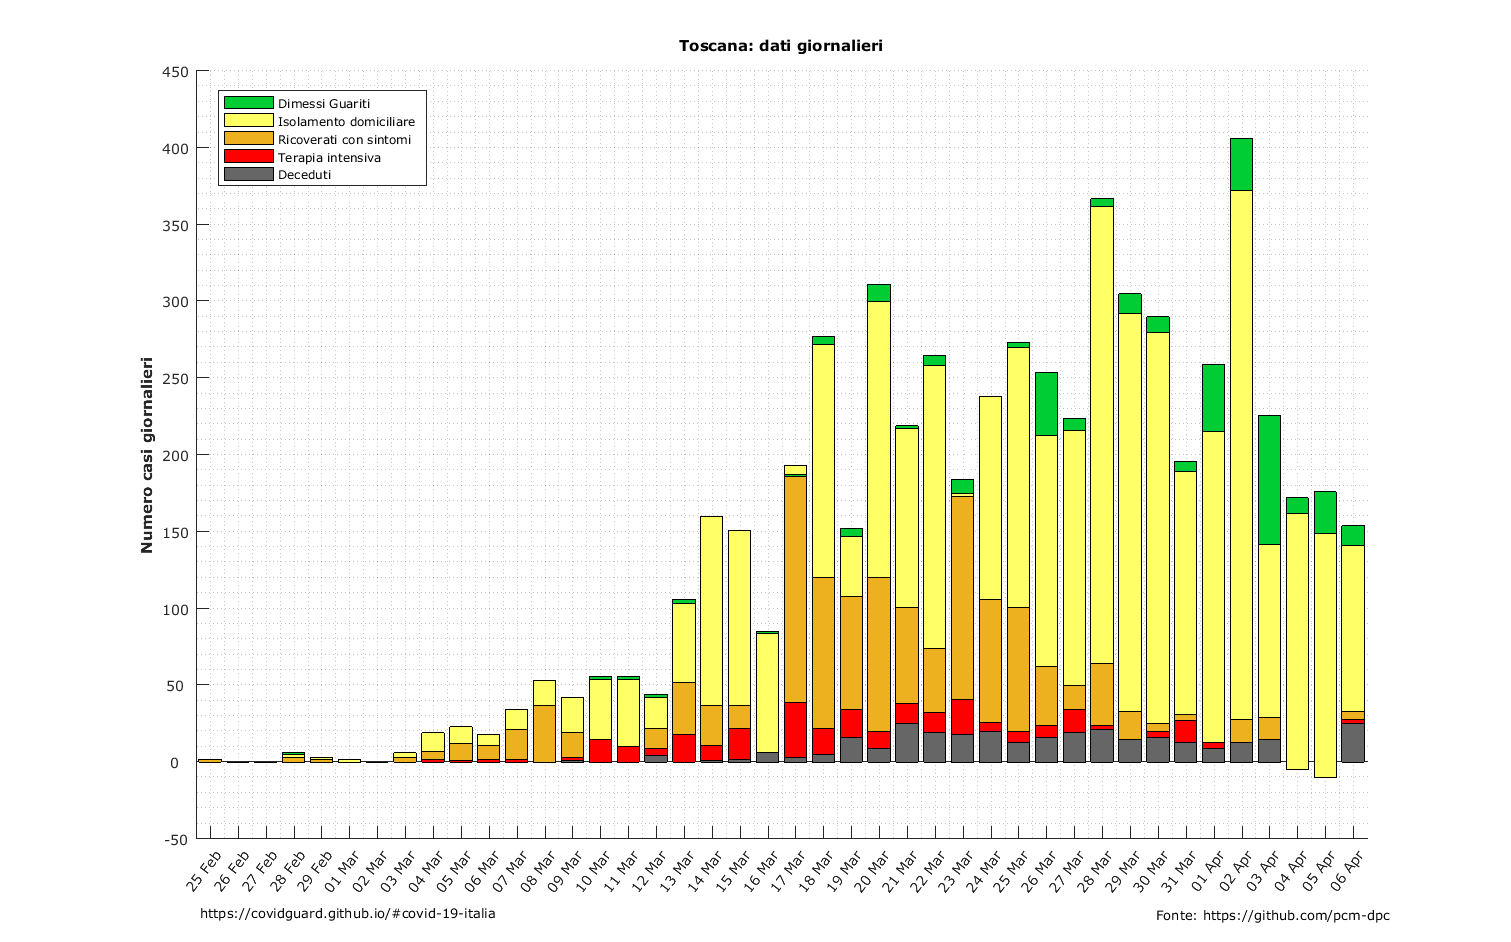 Toscana: dati giornalieri
450
400
350
300
250
200
150
100
50
0
-50
Numero casi giornalieri
Dimessi Guariti
Isolamento domiciliare
Ricoverati con sintomi
Terapia intensiva
Deceduti
25 Feb
26 Feb
27 Feb
28 Feb
29 Feb
01 Mar
02 Mar
03 Mar
04 Mar
05 Mar
06 Mar
07 Mar
08 Mar
09 Mar
10 Mar
11 Mar
12 Mar
13 Mar
14 Mar
15 Mar
16 Mar
17 Mar
18 Mar
19 Mar
20 Mar
21 Mar
22 Mar
23 Mar
24 Mar
25 Mar
26 Mar
27 Mar
28 Mar
29 Mar
30 Mar
31 Mar
01 Apr
02 Apr
03 Apr
04 Apr
05 Apr
06 Apr
https://covidguard.github.io/#covid-19-italia
Fonte: https://github.com/pcm-dpc